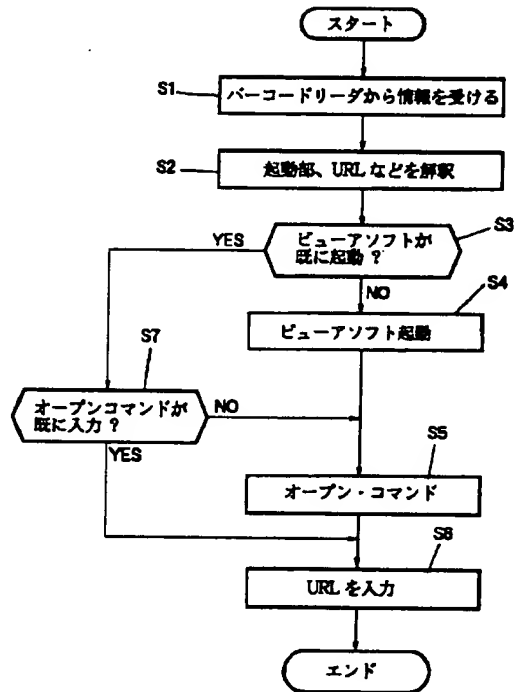 スタート
S1
バーコードリーダから情報を受ける
S2
起動部、URLなどを解釈
S3
ビューアソフトが
既に起動？
YES
NO
S4
ビューアソフト起動
S7
オープンコマンドが
既に入力？
NO
YES
S5
オープン・コマンド
S6
URLを入力
エンド